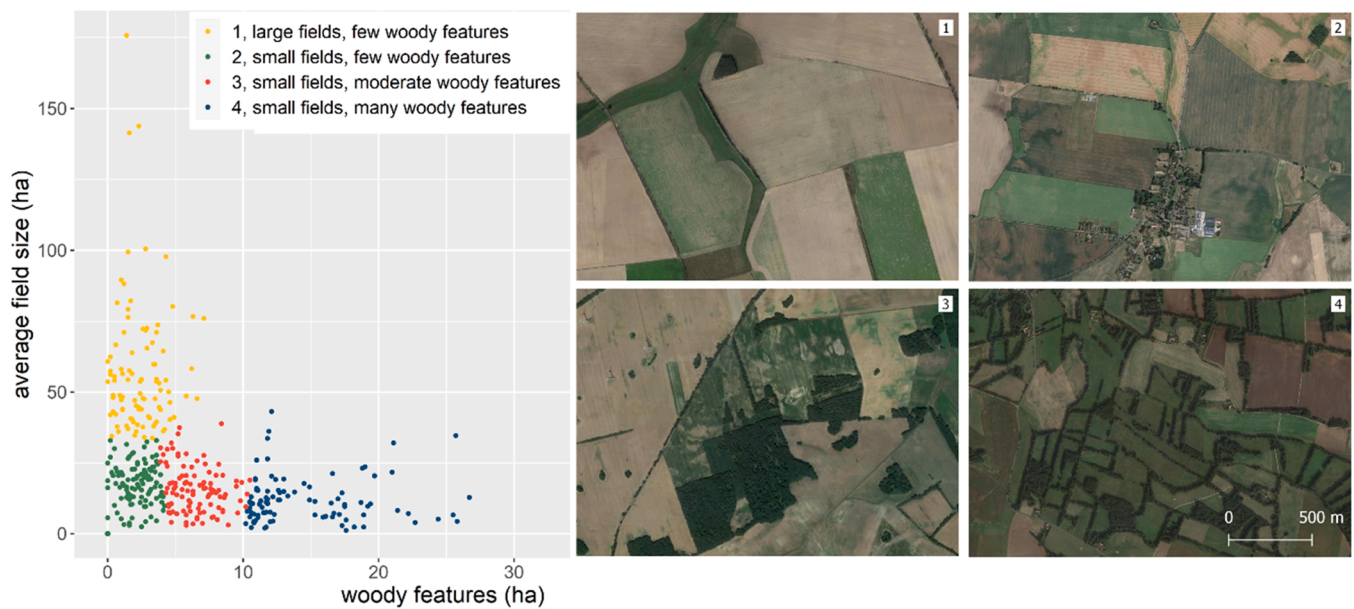 1, large fields, few woody features
2, small fields, few woody features
3, small fields, moderate woody features
4, small fields, many woody features
150
100
50
0
average field size (ha)
0 10 20 30
woody features (ha)
1
2
3
4
0 500 m